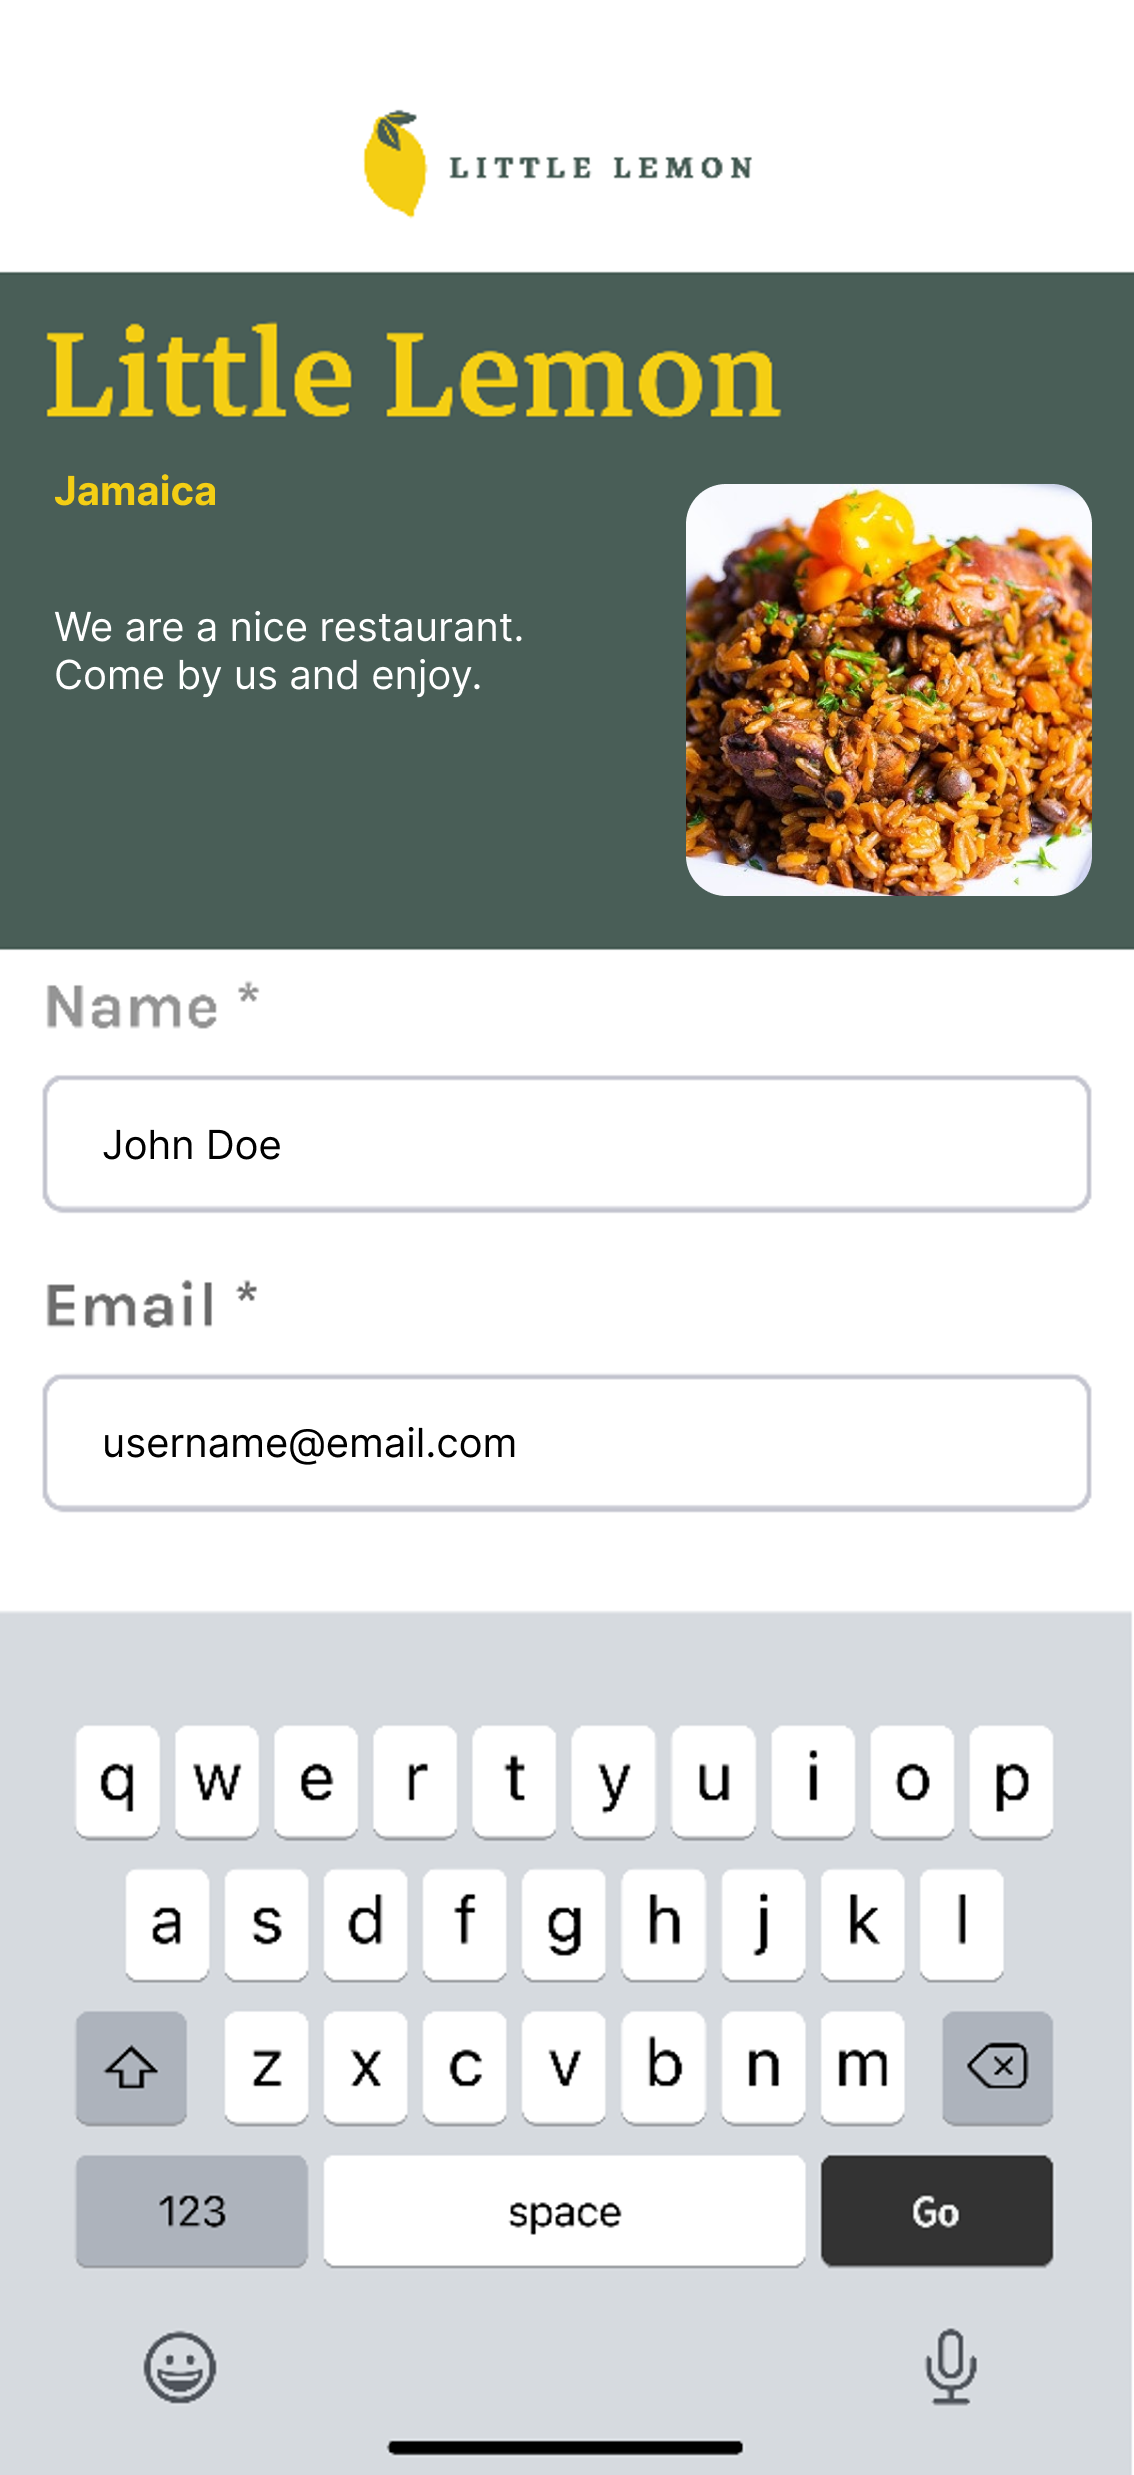 LITTLE LEMON
Little Lemon
Jamaica
We are a nice restaurant.
Come by us and enjoy.
Name *
John Doe
Email *
username@email.com
q w e r t y u i o p
a s d f g h j k l
z x c v b n m
123 space Go